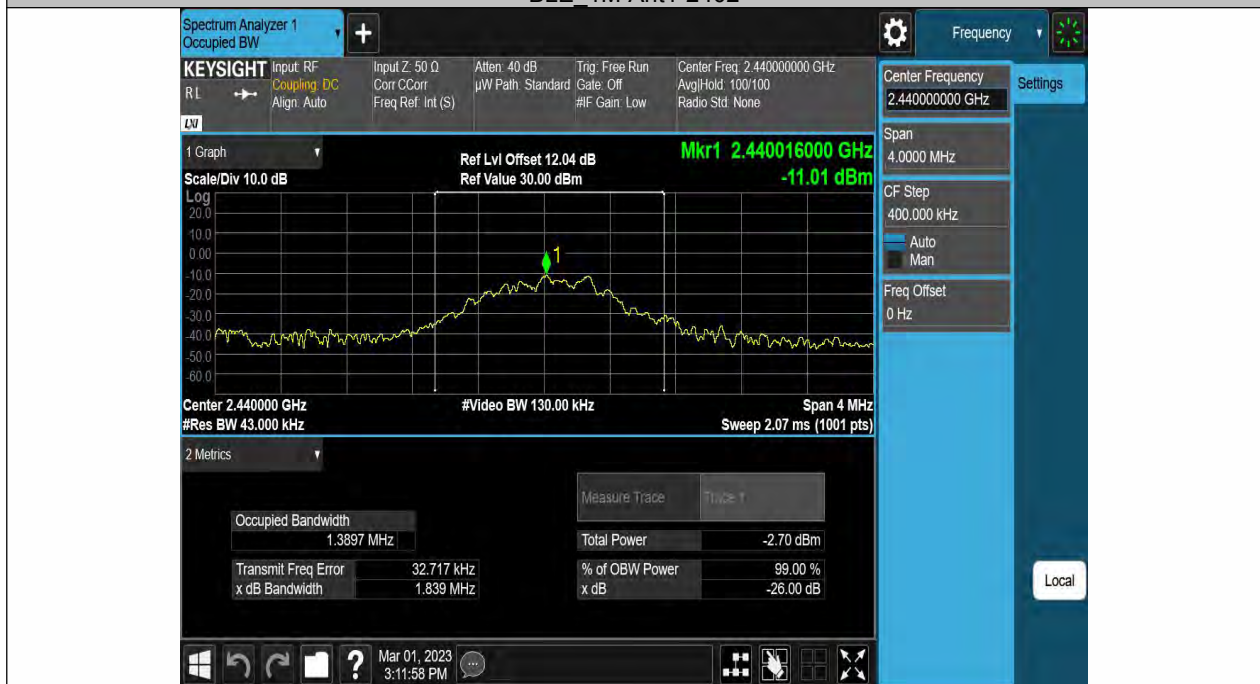 Spectrum Analyzer 1
Occupied BW
Frequency
KEYSIGHT
R L
LXI
Input: RF
Coupling: DC
Align: Auto
Input Z: 50 Ω
Corr CCorr
Freq Ref: Int (S)
Atten: 40 dB
µW Path: Standard
Trig: Free Run
Gate: Off
#IF Gain: Low
Center Freq: 2.440000000 GHz
Avg|Hold: 100/100
Radio Std: None
Center Frequency
2.440000000 GHz
Settings
Span
4.0000 MHz
CF Step
400.000 kHz
Auto
Man
Freq Offset
0 Hz
Local
1 Graph
Scale/Div 10.0 dB
Ref Lvl Offset 12.04 dB
Ref Value 30.00 dBm
Mkr1 2.440016000 GHz
-11.01 dBm
Log
20.0
10.0
0.00
-10.0
-20.0
-30.0
-40.0
-50.0
-60.0
1
Center 2.440000 GHz
#Res BW 43.000 kHz
#Video BW 130.00 kHz
Span 4 MHz
Sweep 2.07 ms (1001 pts)
2 Metrics
Measure Trace
Trace 1
Occupied Bandwidth
1.3897 MHz
Total Power -2.70 dBm
Transmit Freq Error 32.717 kHz
% of OBW Power 99.00 %
x dB Bandwidth 1.839 MHz
x dB -26.00 dB
?
Mar 01, 2023
3:11:58 PM